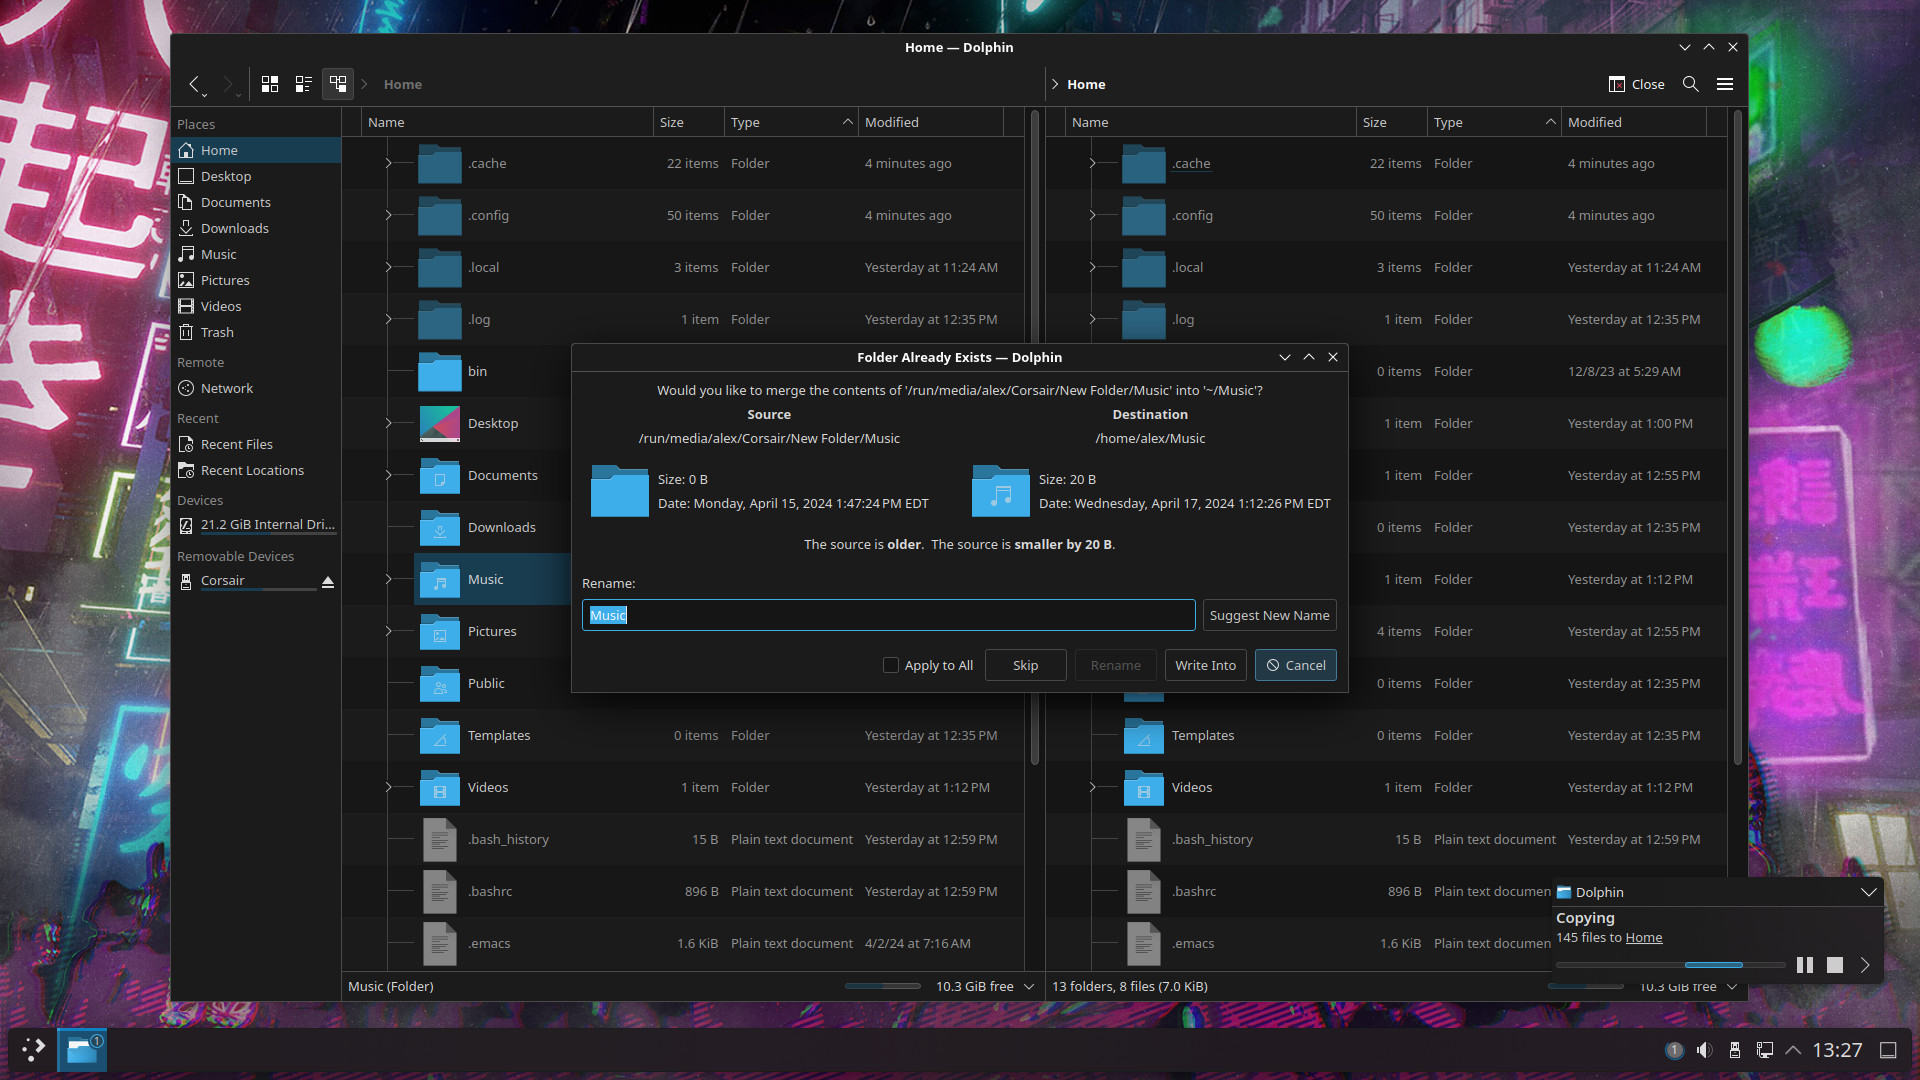 Home — Dolphin
Home
Home
Close
Places
Home
Desktop
Documents
Downloads
Music
Pictures
Videos
Trash
Remote
Network
Recent
Recent Files
Recent Locations
Devices
21.2 GiB Internal Dri...
Removable Devices
Corsair
Name Size Type Modified
.cache 22 items Folder 4 minutes ago
.config 50 items Folder 4 minutes ago
.local 3 items Folder Yesterday at 11:24 AM
.log 1 item Folder Yesterday at 12:35 PM
bin
Desktop
Documents
Downloads
Music
Pictures
Public
Templates 0 items Folder Yesterday at 12:35 PM
Videos 1 item Folder Yesterday at 1:12 PM
.bash_history 15 B Plain text document Yesterday at 12:59 PM
.bashrc 896 B Plain text document Yesterday at 12:59 PM
.emacs 1.6 KiB Plain text document 4/2/24 at 7:16 AM
Music (Folder)
10.3 GiB free
Name Size Type Modified
.cache 22 items Folder 4 minutes ago
.config 50 items Folder 4 minutes ago
.local 3 items Folder Yesterday at 11:24 AM
.log 1 item Folder Yesterday at 12:35 PM
0 items Folder 12/8/23 at 5:29 AM
1 item Folder Yesterday at 1:00 PM
1 item Folder Yesterday at 12:55 PM
0 items Folder Yesterday at 12:35 PM
1 item Folder Yesterday at 1:12 PM
4 items Folder Yesterday at 12:55 PM
0 items Folder Yesterday at 12:35 PM
Templates 0 items Folder Yesterday at 12:35 PM
Videos 1 item Folder Yesterday at 1:12 PM
.bash_history 15 B Plain text document Yesterday at 12:59 PM
.bashrc 896 B Plain text documen
.emacs 1.6 KiB Plain text documen
13 folders, 8 files (7.0 KiB)
10.3 GiB free
Folder Already Exists — Dolphin
Would you like to merge the contents of '/run/media/alex/Corsair/New Folder/Music' into '~/Music'?
Source
/run/media/alex/Corsair/New Folder/Music
Size: 0 B
Date: Monday, April 15, 2024 1:47:24 PM EDT
Destination
/home/alex/Music
Size: 20 B
Date: Wednesday, April 17, 2024 1:12:26 PM EDT
The source is older. The source is smaller by 20 B.
Rename:
Music
Suggest New Name
Apply to All
Skip
Rename
Write Into
Cancel
Dolphin
Copying
145 files to Home
1
1
13:27